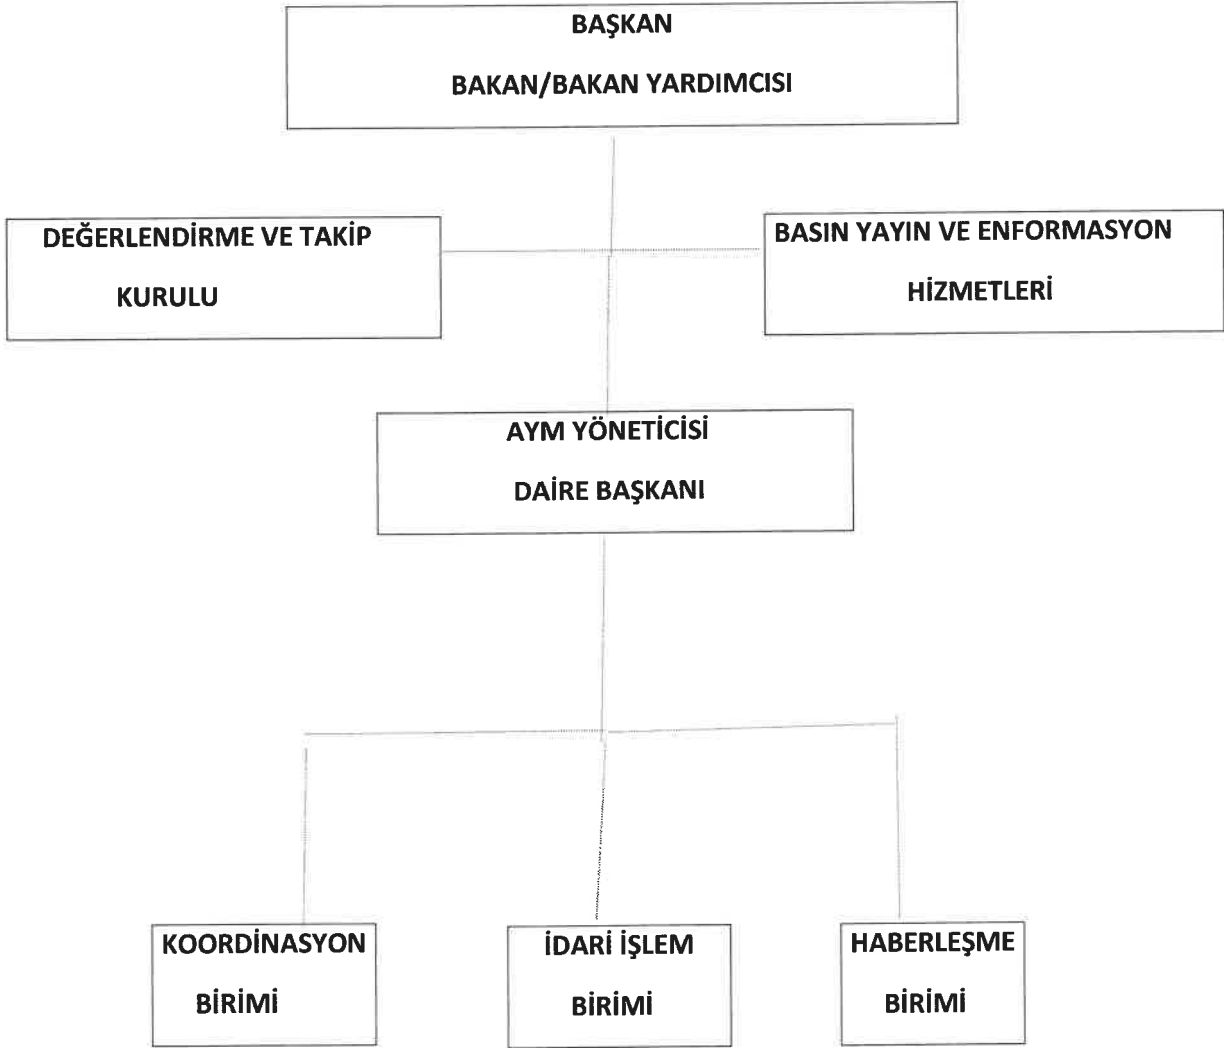 BAŞKAN
BAKAN/BAKAN YARDIMCISI
DEĞERLENDİRME VE TAKİP
KURULU
BASIN YAYIN VE ENFORMASYON
HİZMETLERİ
AYM YÖNETİCİSİ
DAİRE BAŞKANI
KOORDİNASYON
BİRİMİ
İDARİ İŞLEM
BİRİMİ
HABERLEŞME
BİRİMİ